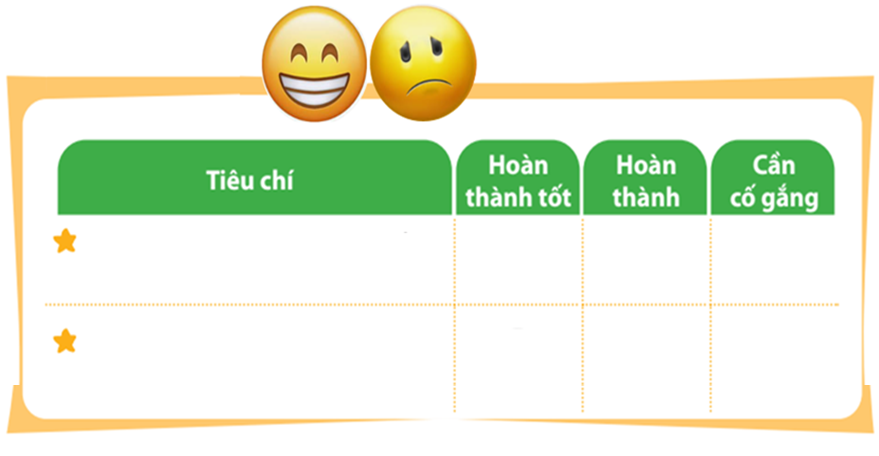 Tiêu chí
Hoàn
thành tốt
Hoàn
thành
Cần
cố gắng